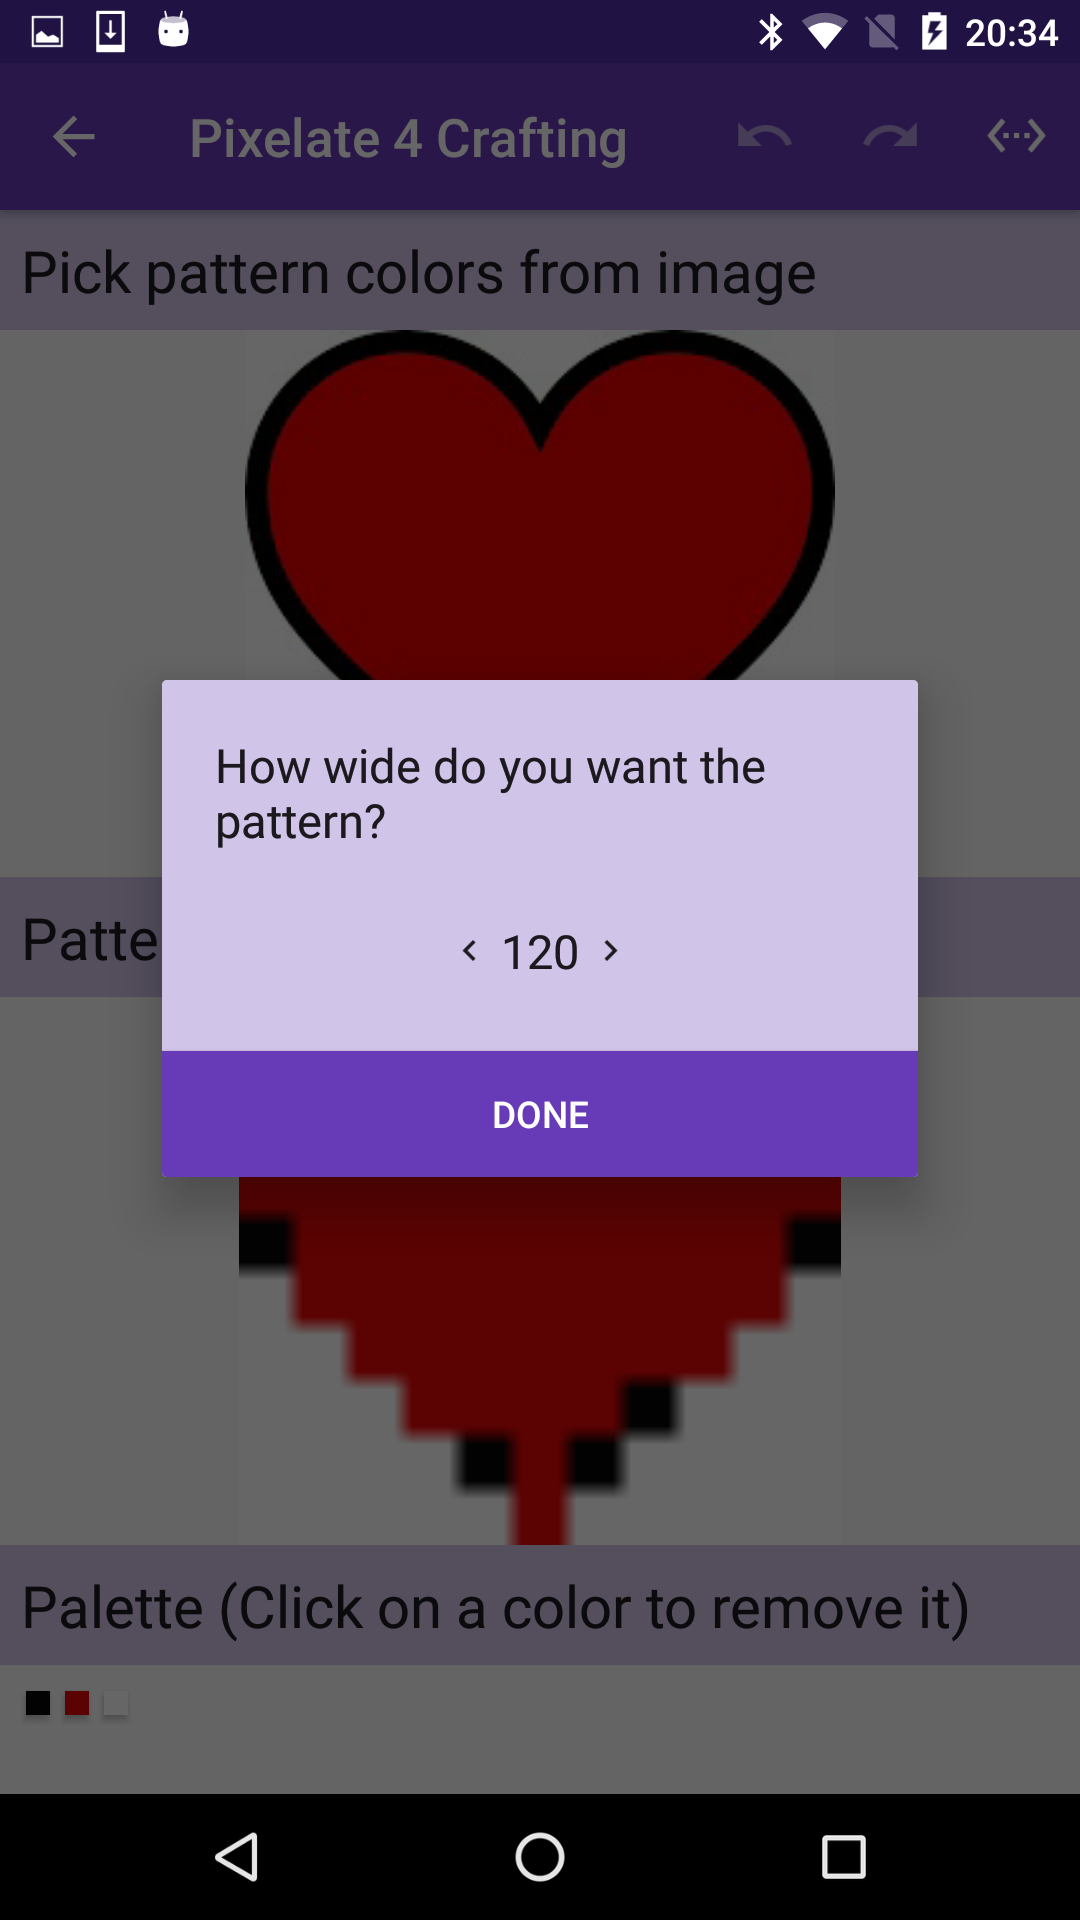 20:34
Pixelate 4 Crafting
Pick pattern colors from image
How wide do you want the
pattern?
Patte
120
DONE
Palette (Click on a color to remove it)